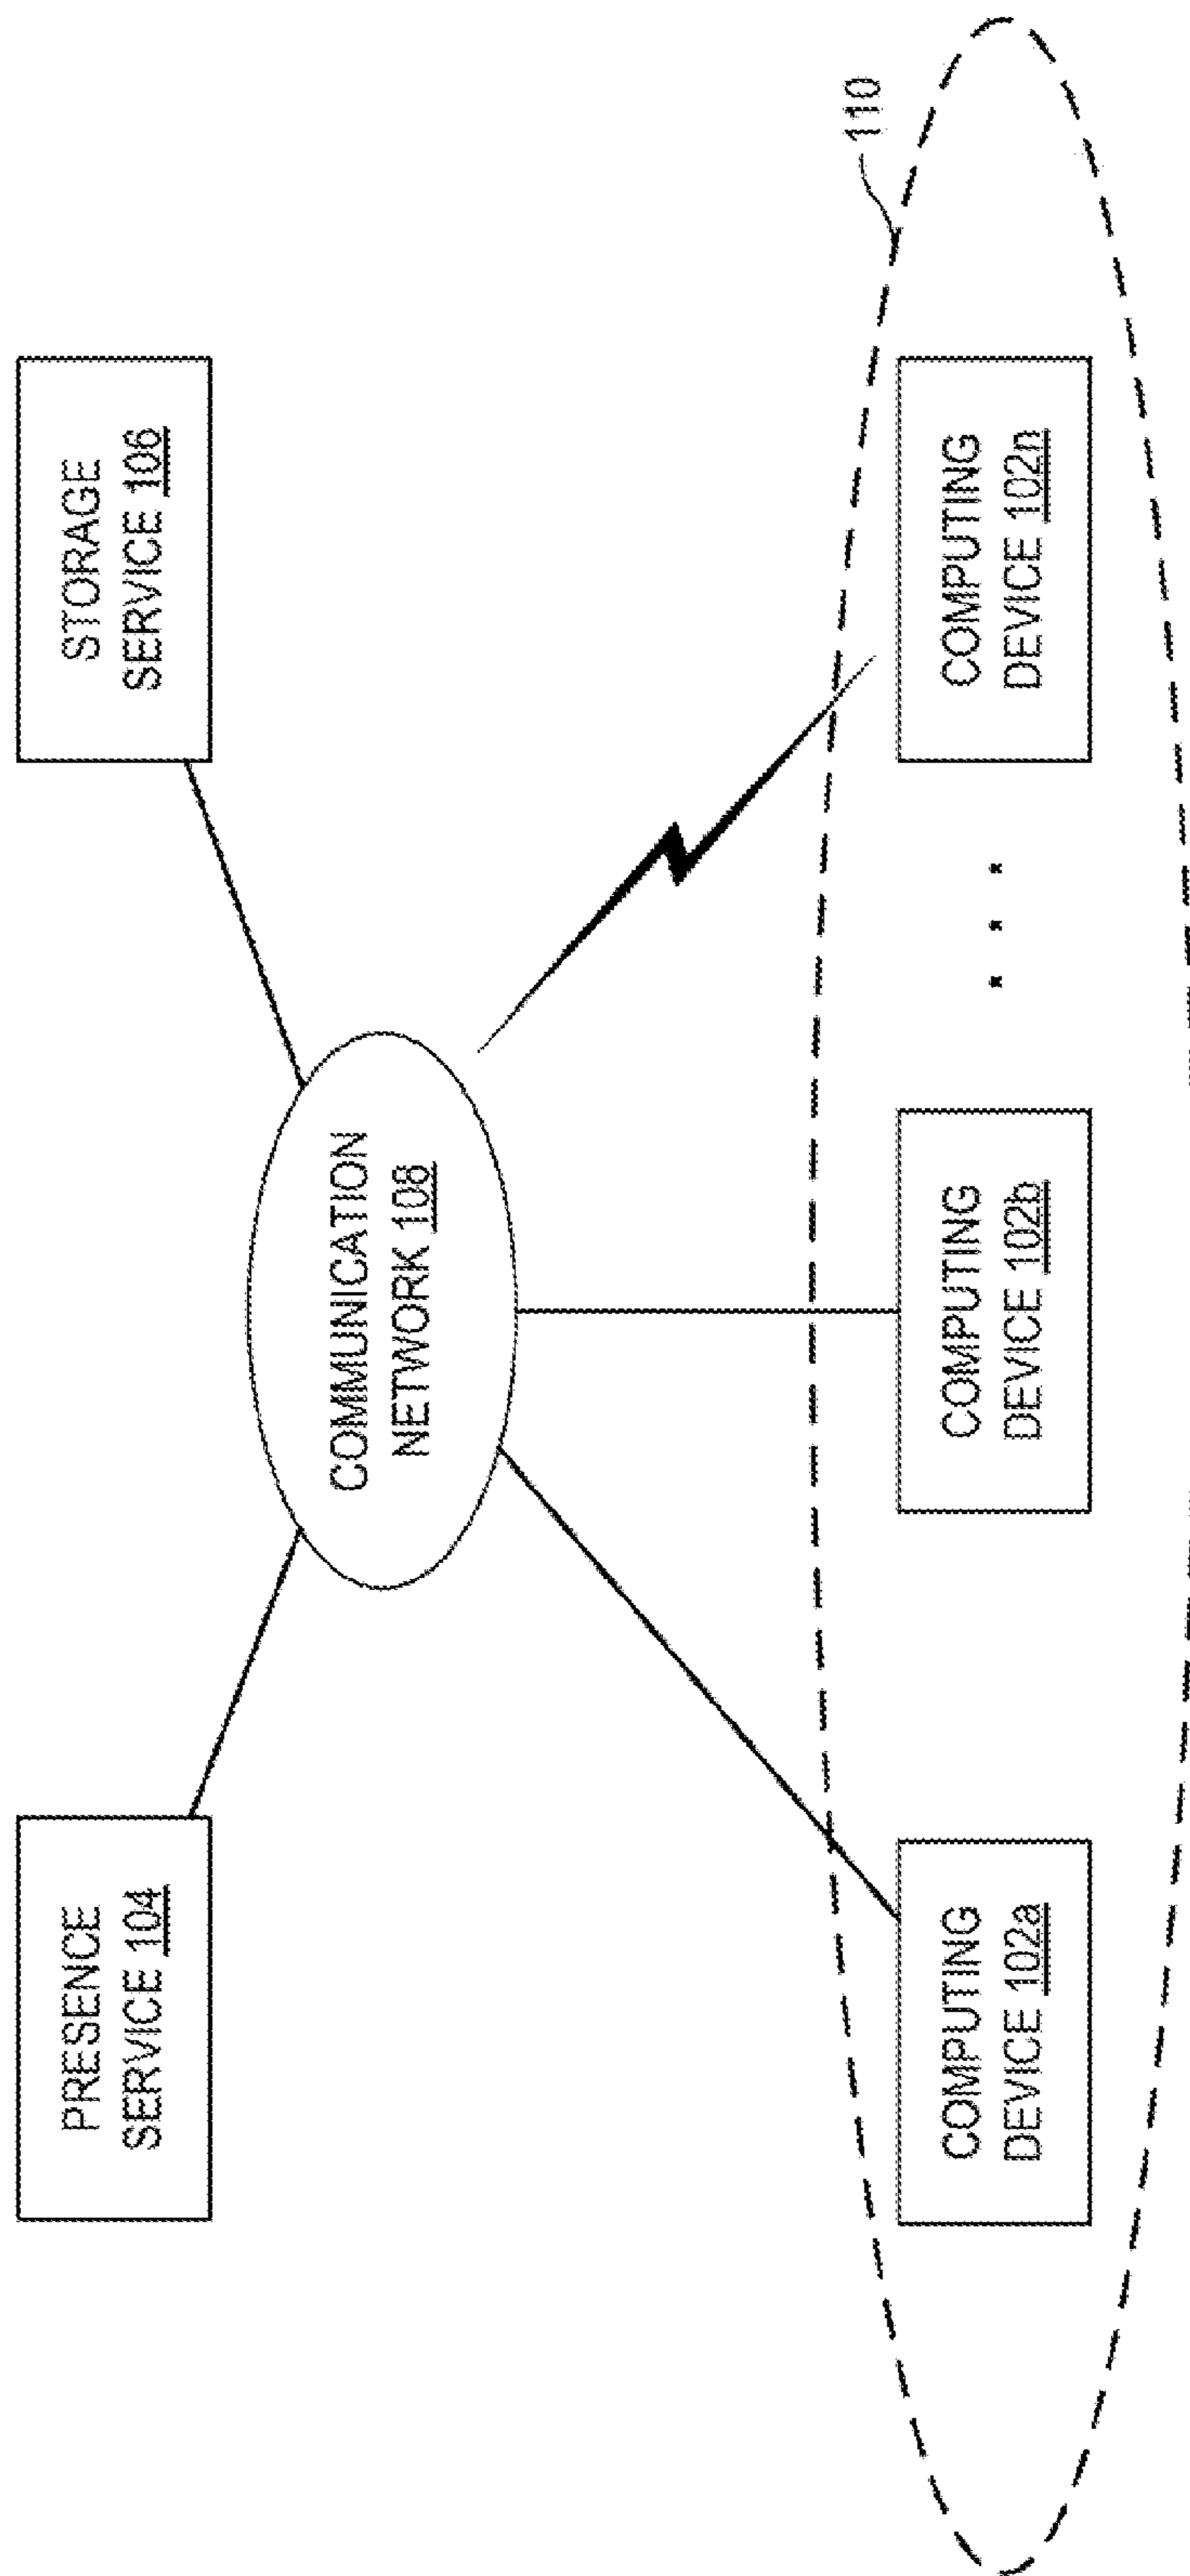 PRESENCE
SERVICE 104
STORAGE
SERVICE 106
COMMUNICATION
NETWORK 108
110
COMPUTING
DEVICE 102a
COMPUTING
DEVICE 102b
COMPUTING
DEVICE 102n